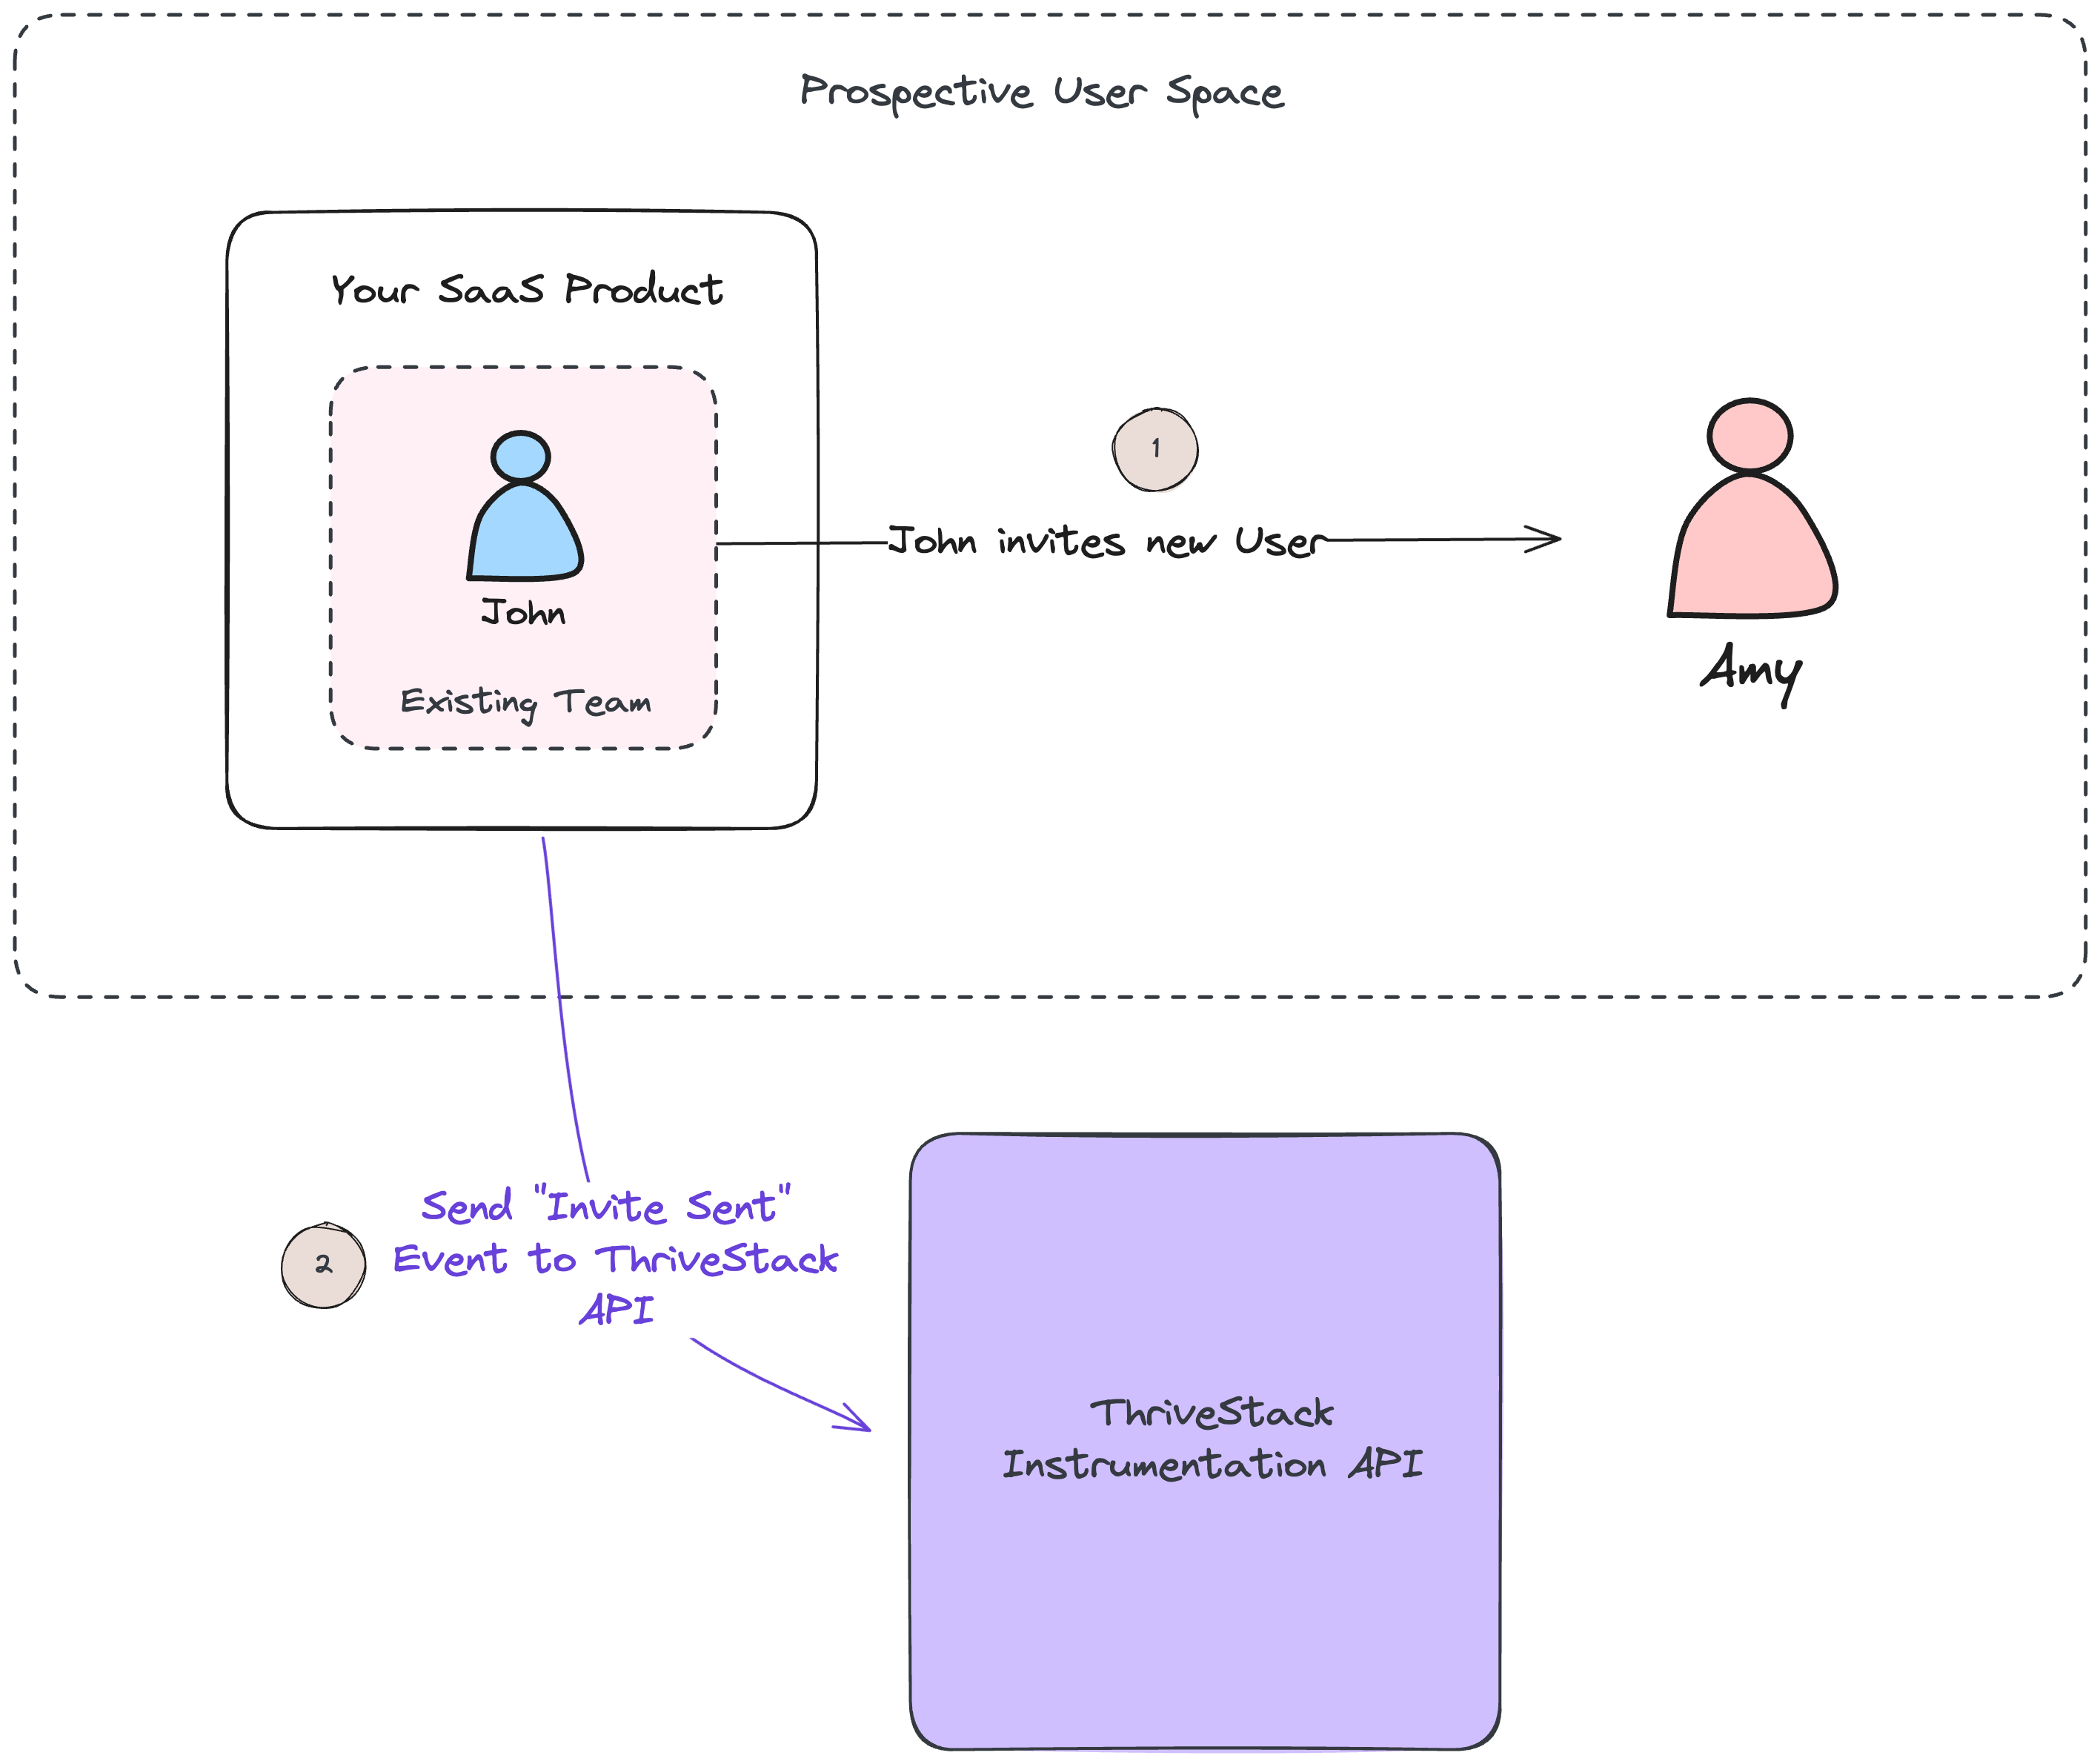 Prospective User Space
Your SaaS Product
1
John invites new User
John
Amy
Existing Team
Send "Invite Sent"
2
Event to ThriveStack
API
ThriveStack
Instrumentation API